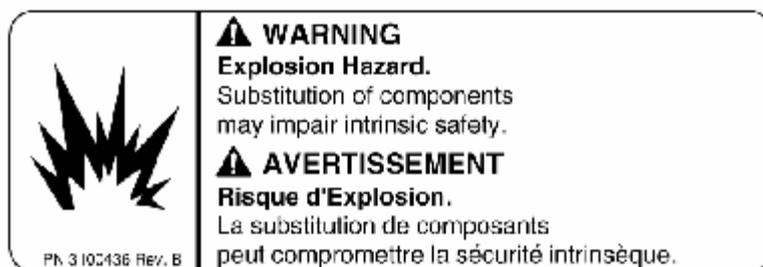 WARNING
Explosion Hazard.
Substitution of components
may impair intrinsic safety.
AVERTISSEMENT
Risque d'Explosion.
La substitution de composants
peut compromettre la sécurité intrinsèque.
PN 3100436 Rev. B